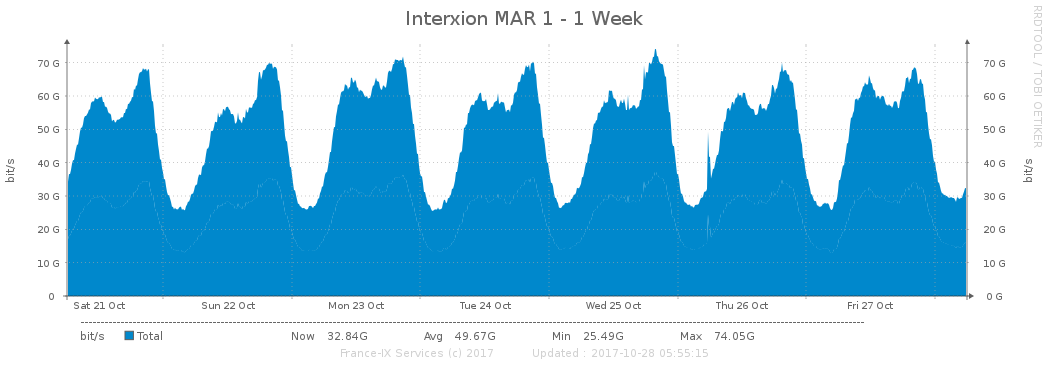 Interxion MAR 1 - 1 Week
RRDTOOL / TOBI OETIKER
bit/s
70 G 70 G
60 G 60 G
50 G 50 G
40 G 40 G
30 G 30 G
20 G 20 G
10 G 10 G
0 0 G
bit/s
Sat 21 Oct Sun 22 Oct Mon 23 Oct Tue 24 Oct Wed 25 Oct Thu 26 Oct Fri 27 Oct
bit/s Total Now 32.84G Avg 49.67G Min 25.49G Max 74.05G
France-IX Services (c) 2017 Updated : 2017-10-28 05:55:15